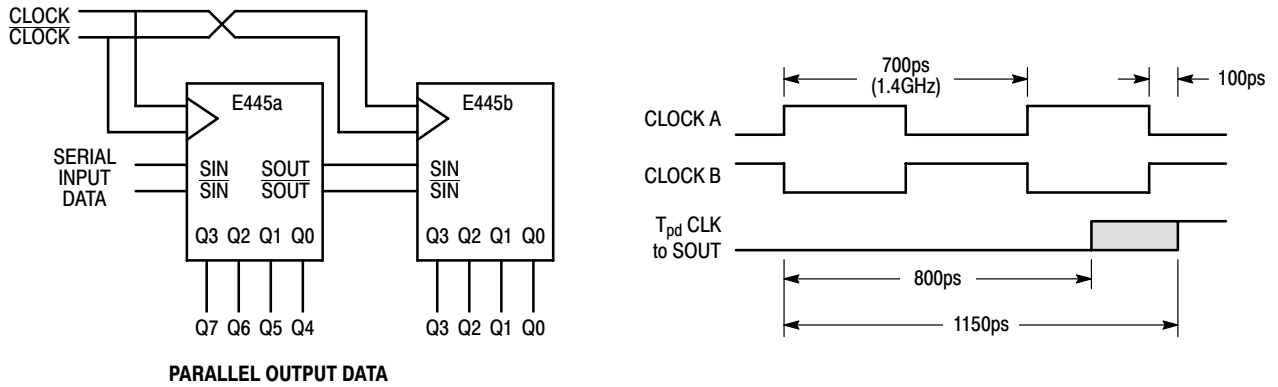 CLOCK
CLOCK
E445a
E445b
SERIAL
INPUT
DATA
SIN
SIN
SOUT
SOUT
SIN
SIN
Q3 Q2 Q1 Q0
Q3 Q2 Q1 Q0
Q7 Q6 Q5 Q4
Q3 Q2 Q1 Q0
PARALLEL OUTPUT DATA
700ps
(1.4GHz)
100ps
CLOCK A
CLOCK B
Tpd CLK
to SOUT
800ps
1150ps